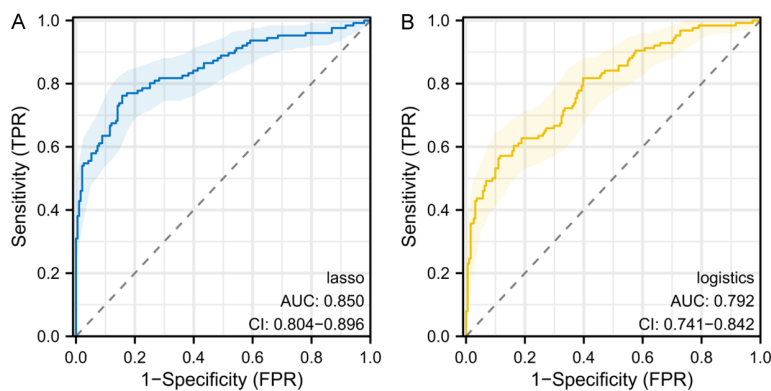 A
Sensitivity (TPR)
1.0
0.8
0.6
0.4
0.2
0.0
lasso
AUC: 0.850
CI: 0.804–0.896
0.0 0.2 0.4 0.6 0.8 1.0
1−Specificity (FPR)
B
Sensitivity (TPR)
1.0
0.8
0.6
0.4
0.2
0.0
logistics
AUC: 0.792
CI: 0.741–0.842
0.0 0.2 0.4 0.6 0.8 1.0
1−Specificity (FPR)